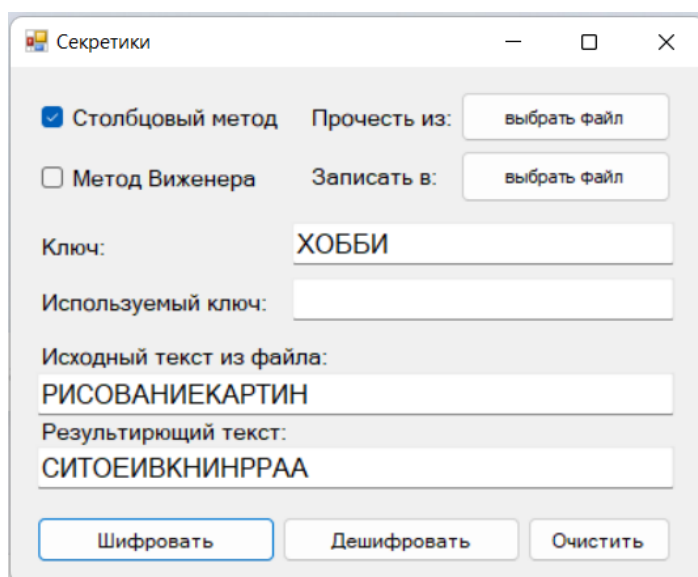 Секретики
Столбцовый метод Прочесть из: выбрать файл
Метод Виженера Записать в: выбрать файл
Ключ: ХОББИ
Используемый ключ:
Исходный текст из файла:
РИСОВАНИЕКАРТИН
Результирющий текст:
СИТОЕИВКНИНРРАА
Шифровать Дешифровать Очистить